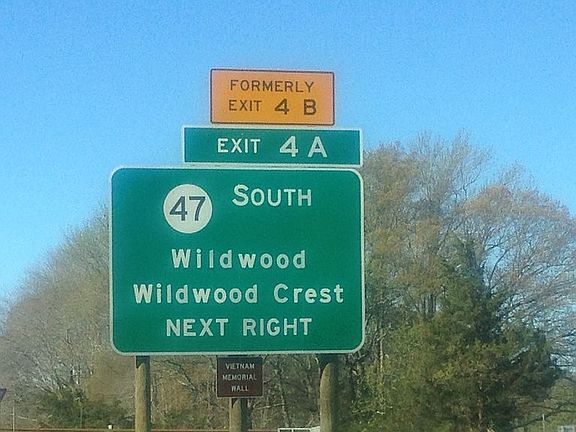 FORMERLY
EXIT 4 B
EXIT 4 A
47 SOUTH
Wildwood
Wildwood Crest
NEXT RIGHT
VIETNAM
MEMORIAL
WALL